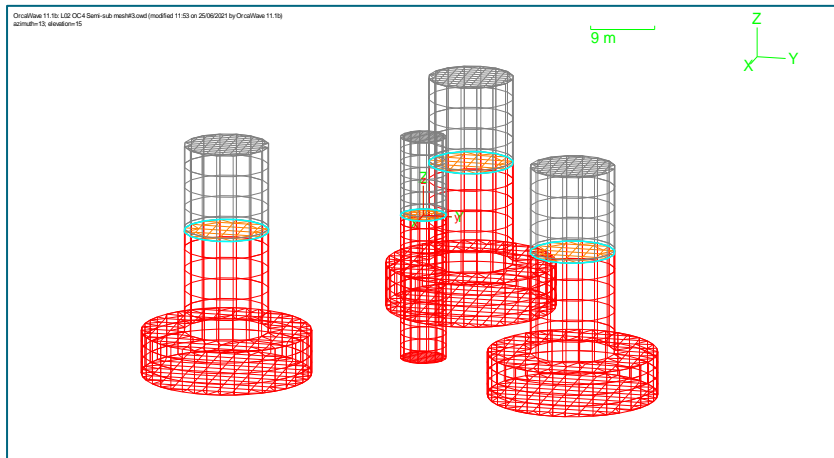 OrcaWave 11.1b: L02 OC4 Semi-sub mesh#3.owd (modified 11:53 on 25/06/2021 by OrcaWave 11.1b)
azimuth=13; elevation=15
9 m
Z
X
Y
Z
x
y